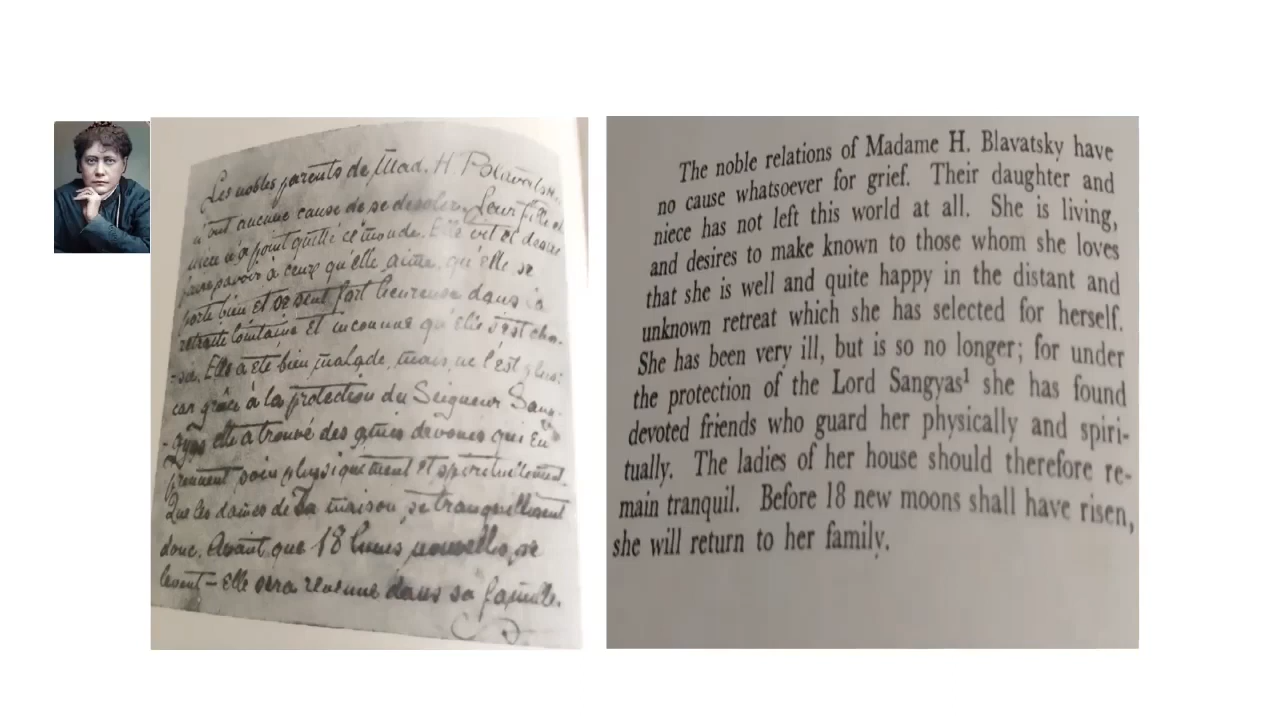 Les nobles parents de Mad. H. Blavatsk..
n'ont aucune cause de se desoler. Leur fille et
nièce n'a point quitté ce monde. Elle vit et desire
faire savoir à ceux qu'elle aime, qu'elle se
porte bien et se sent fort heureuse dans la
retraite lointaine et inconnue qu'elle s'est choi-
-sie. Elle a été bien malade, mais ne l'est plus:
car grâce à la protection du Seigneur Sang-
-gyas elle a trouvé des amis devoués qui en
prennent soin physiquement et spirituellement.
Que les dames de Sa maison se tranquillisent
donc. Avant que 18 lunes nouvelles se
levent — Elle sera revenue dans sa famille.
The noble relations of Madame H. Blavatsky have
no cause whatsoever for grief. Their daughter and
niece has not left this world at all. She is living,
and desires to make known to those whom she loves
that she is well and quite happy in the distant and
unknown retreat which she has selected for herself.
She has been very ill, but is so no longer; for under
the protection of the Lord Sangyas¹ she has found
devoted friends who guard her physically and spiri-
tually. The ladies of her house should therefore re-
main tranquil. Before 18 new moons shall have risen,
she will return to her family.